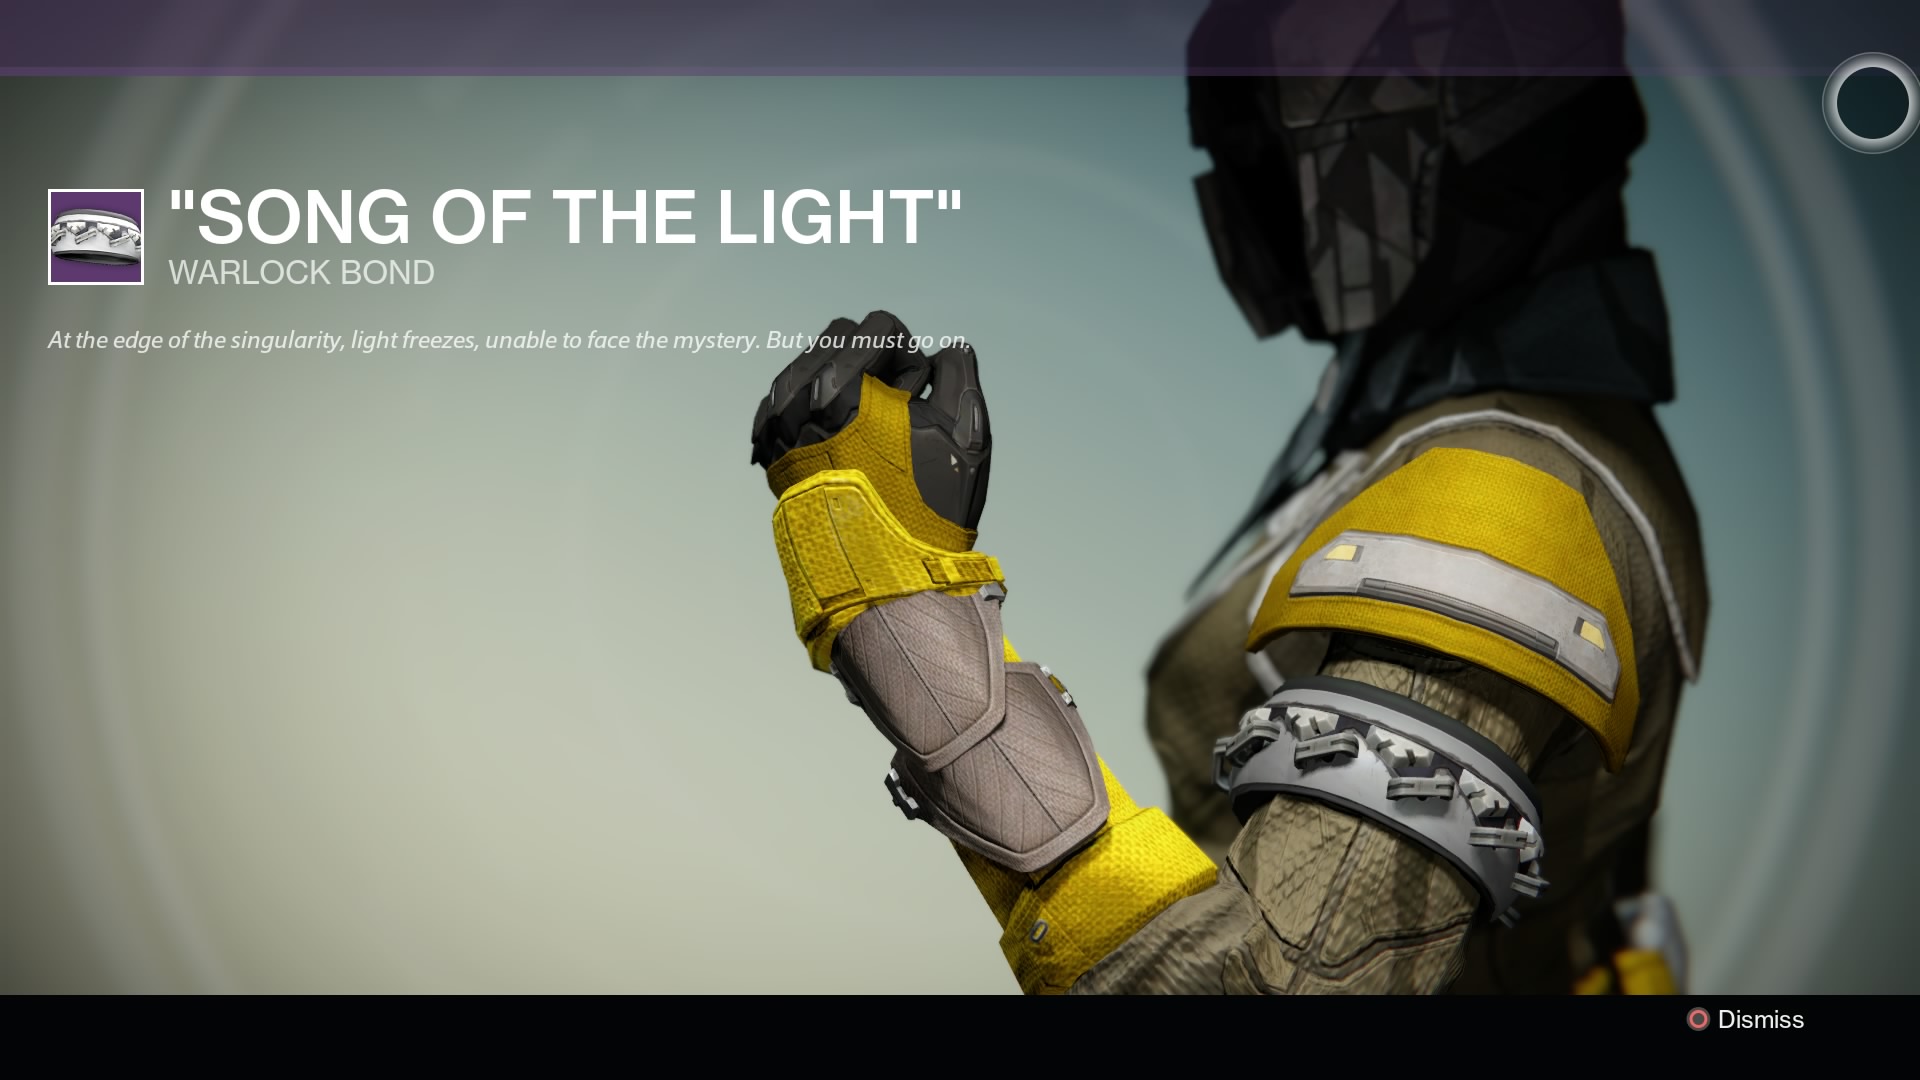 "SONG OF THE LIGHT"
WARLOCK BOND
At the edge of the singularity, light freezes, unable to face the mystery. But you must go on.
Dismiss